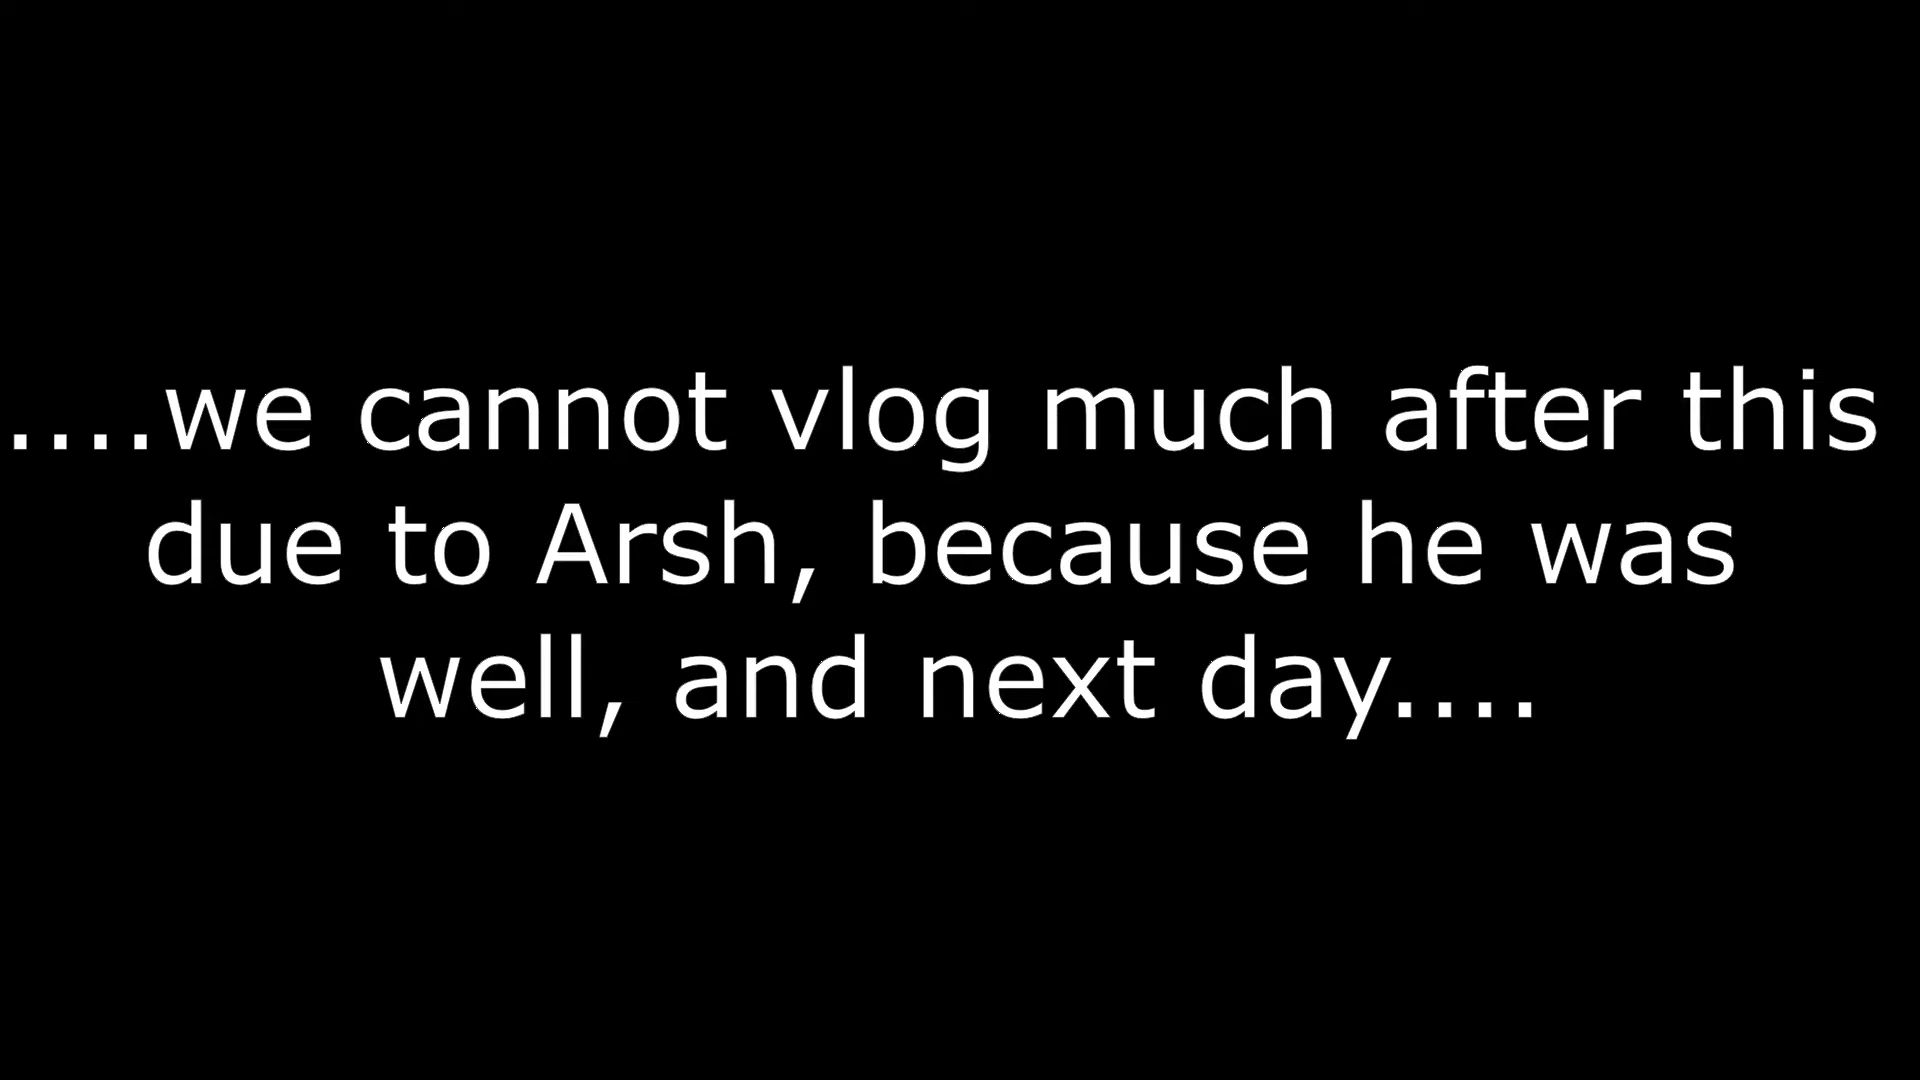 ....we cannot vlog much after this
due to Arsh, because he was
well, and next day....